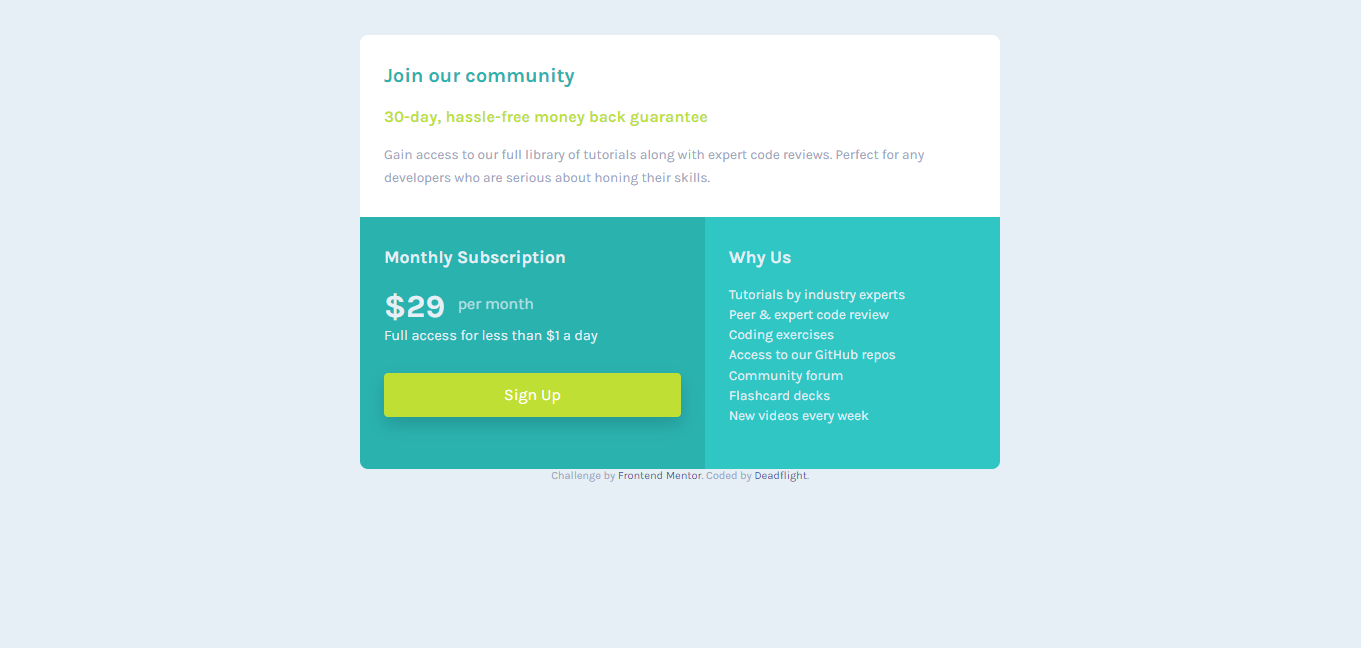 Join our community
30-day, hassle-free money back guarantee
Gain access to our full library of tutorials along with expert code reviews. Perfect for any
developers who are serious about honing their skills.
Monthly Subscription
$29 per month
Full access for less than $1 a day
Sign Up
Why Us
Tutorials by industry experts
Peer & expert code review
Coding exercises
Access to our GitHub repos
Community forum
Flashcard decks
New videos every week
Challenge by Frontend Mentor. Coded by Deadflight.